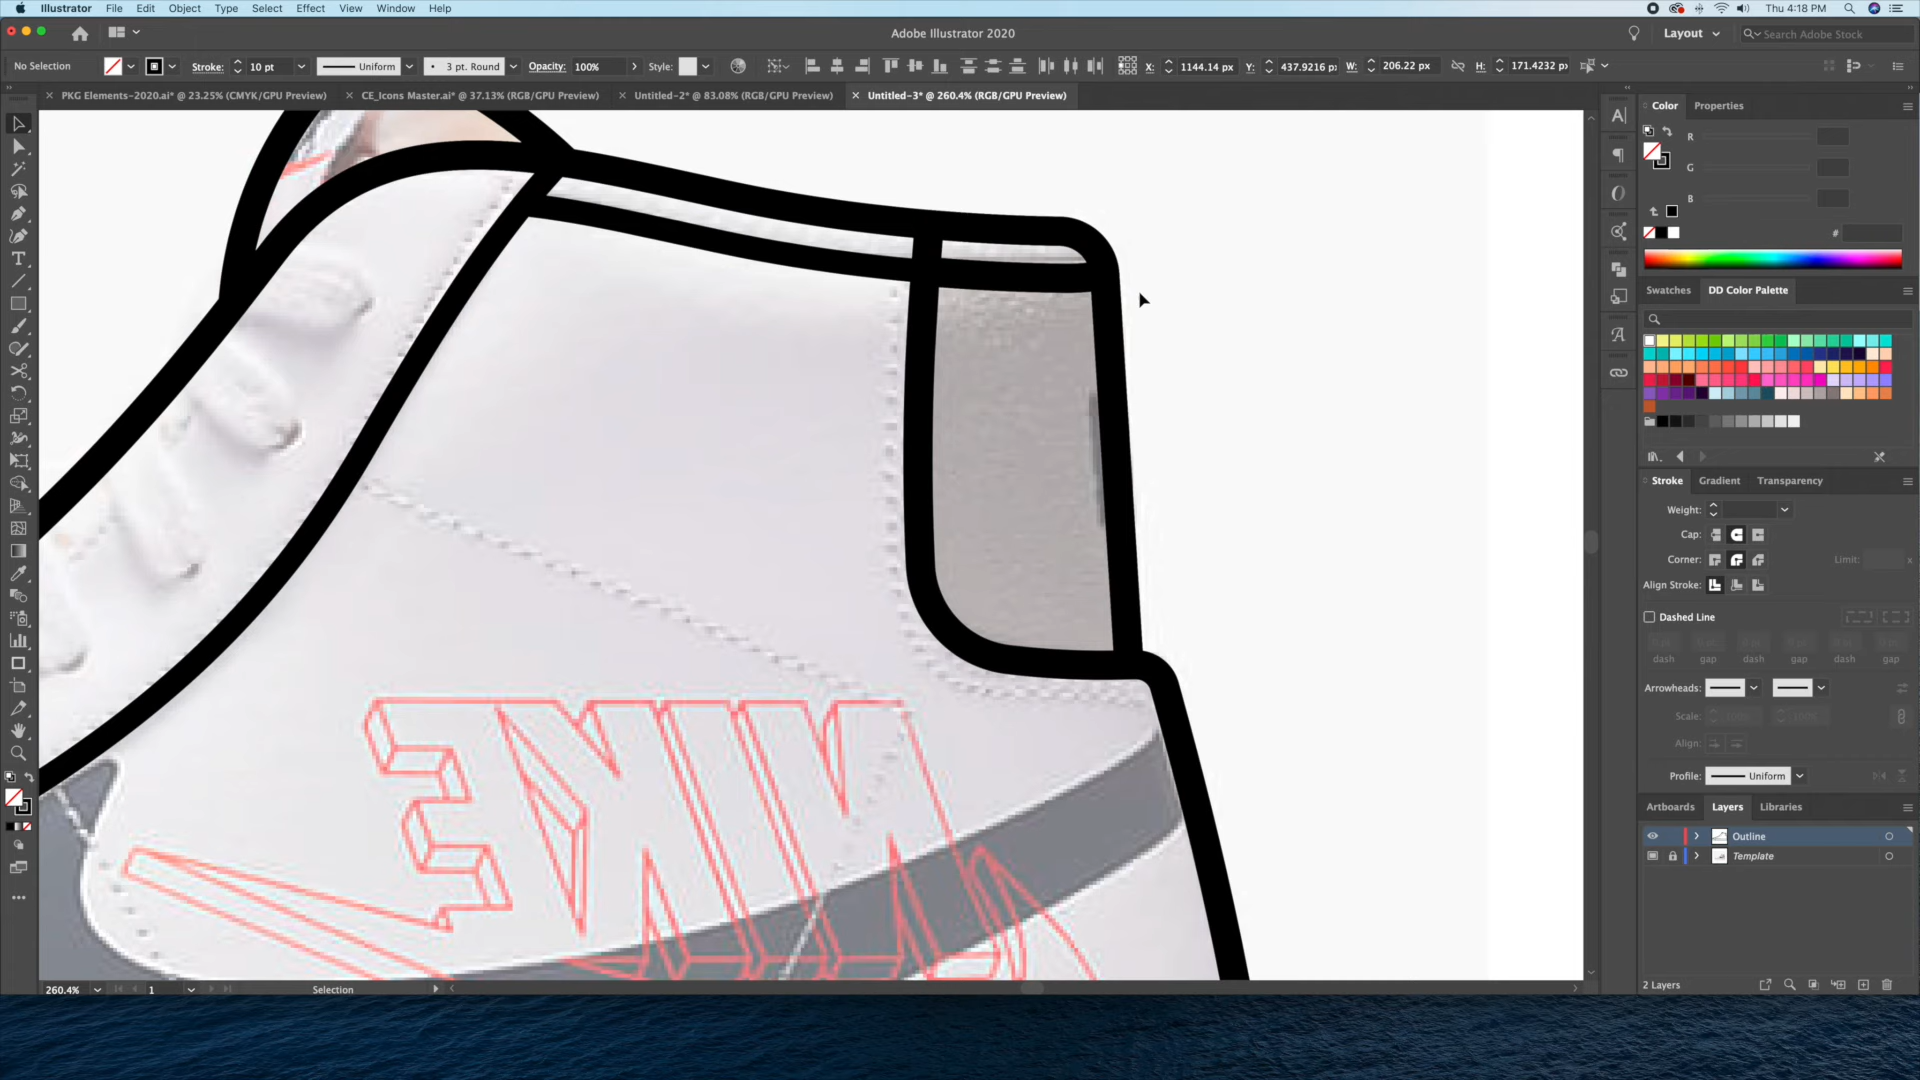 Illustrator File Edit Object Type Select Effect View Window Help Thu 4:18 PM
Adobe Illustrator 2020 Layout Search Adobe Stock
No Selection Stroke: 10 pt Uniform 3 pt. Round Opacity: 100% Style: X: 1144.14 px Y: 437.9216 px W: 206.22 px H: 171.4232 px
PKG Elements-2020.ai* @ 23.25% (CMYK/GPU Preview) CE_Icons Master.ai* @ 37.13% (RGB/GPU Preview) Untitled-2* @ 83.08% (RGB/GPU Preview) Untitled-3* @ 260.4% (RGB/GPU Preview)
Color Properties
R
G
B
#
Swatches DD Color Palette
Stroke Gradient Transparency
Weight:
Cap:
Corner: Limit: x
Align Stroke:
Dashed Line
dash gap dash gap dash gap
Arrowheads:
Scale: 100% 100%
Align:
Profile: Uniform
Artboards Layers Libraries
Outline
Template
2 Layers
NIKE
260.4% 1 Selection